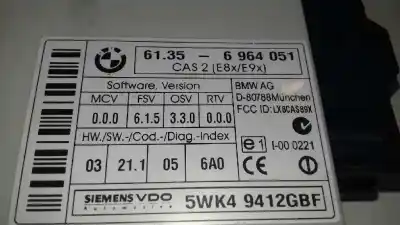 BMW
61.35 - 6 964 051
CAS 2 (E8x/E9x)
Software, Version
MCV FSV OSV RTV
0.0.0 6.1.5 3.3.0 0.0.0
HW./SW.-/Cod.-/Diag.-Index
03 21.1 05 6A0
BMW AG
D-80788München
FCC ID: LX8CAS89X
e1 I-00 0221
CE
SIEMENS VDO
Automotive
5WK4 9412GBF